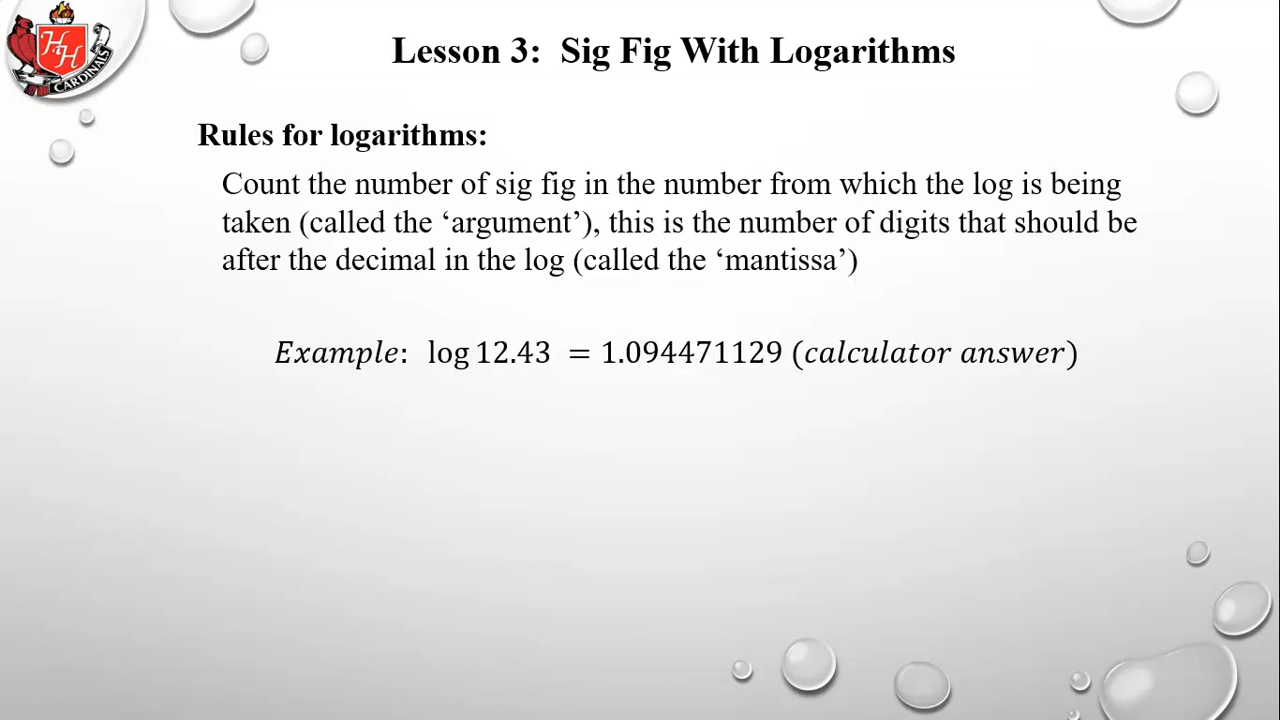 HH
CARDINALS
Lesson 3:  Sig Fig With Logarithms
Rules for logarithms:
Count the number of sig fig in the number from which the log is being
taken (called the ‘argument’), this is the number of digits that should be
after the decimal in the log (called the ‘mantissa’)
Example:  log 12.43 = 1.094471129 (calculator answer)